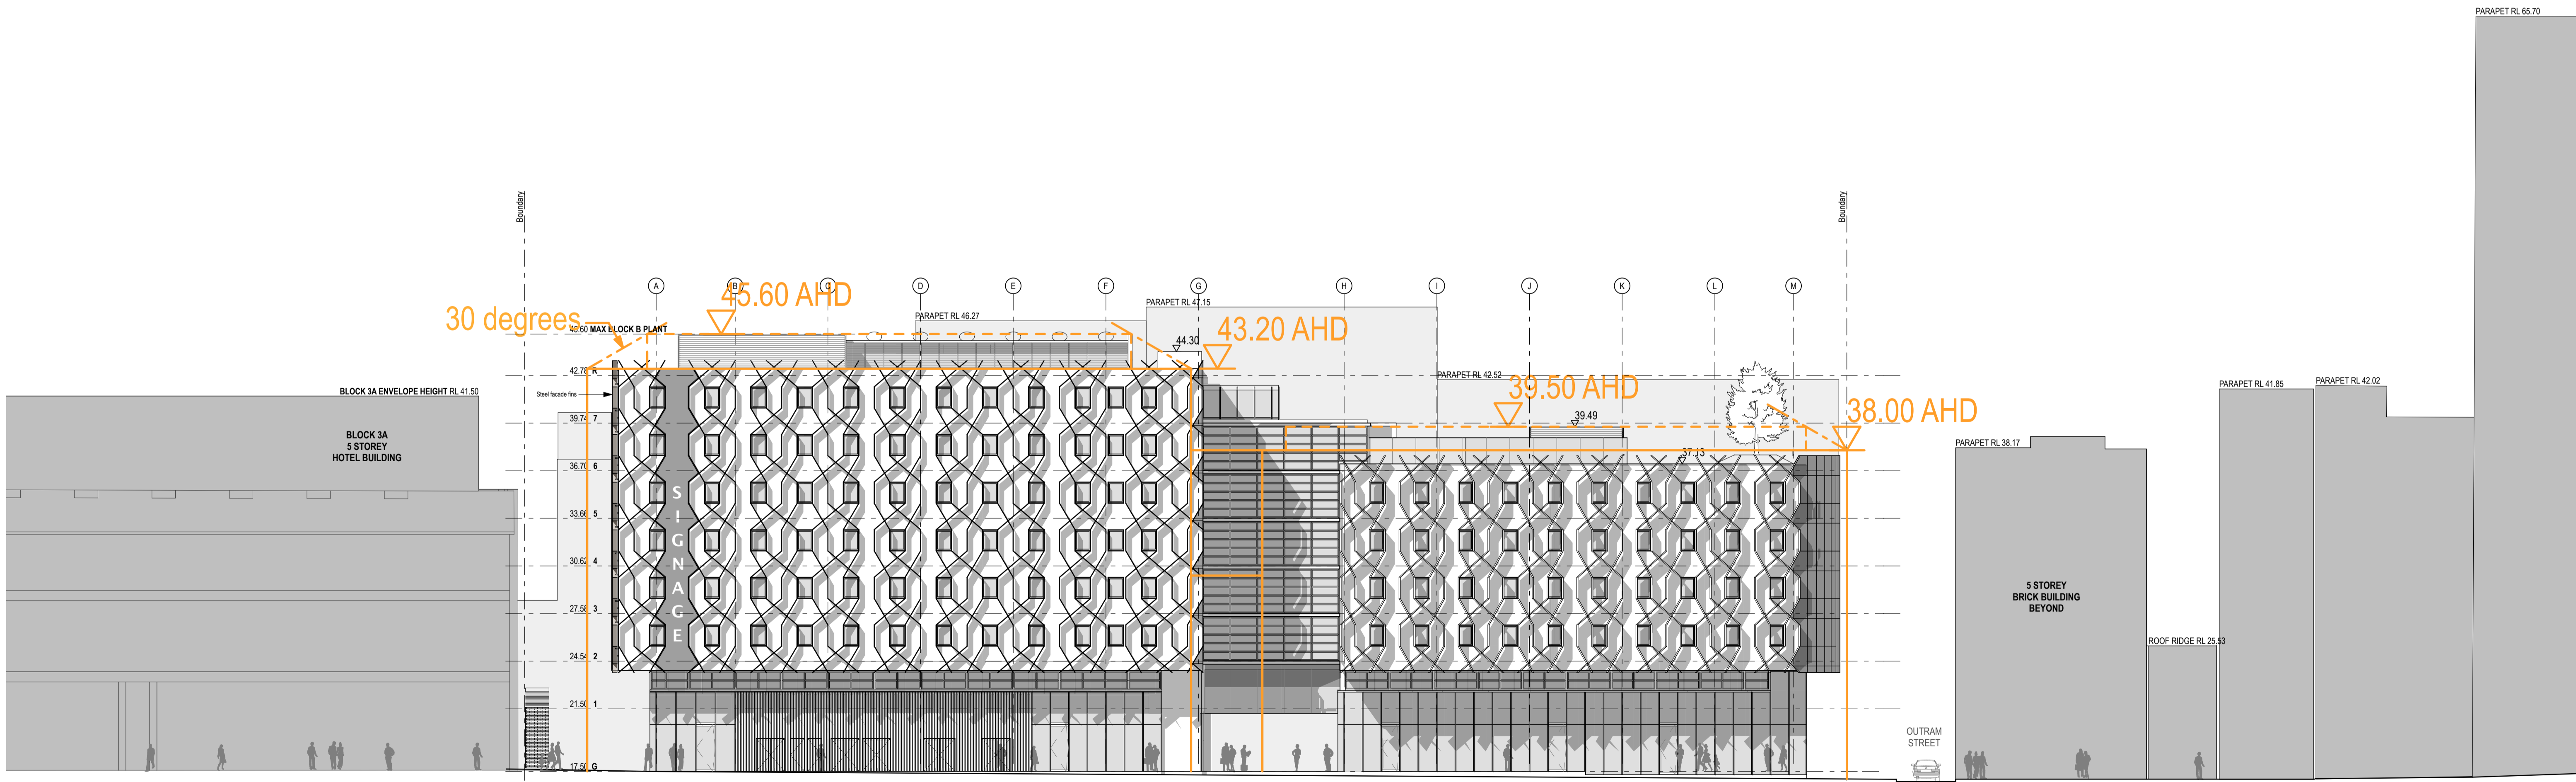 PARAPET RL 65.70
Boundary
Boundary
A
B
C
D
E
F
G
H
I
J
K
L
M
45.60 AHD
PARAPET RL 47.15
PARAPET RL 46.27
30 degrees
MAX BLOCK B PLANT
43.20 AHD
44.30
42.78 R
PARAPET RL 42.52
39.50 AHD
PARAPET RL 41.85
PARAPET RL 42.02
BLOCK 3A ENVELOPE HEIGHT RL 41.50
Steel facade fins
39.49
38.00 AHD
39.74 7
BLOCK 3A
5 STOREY
HOTEL BUILDING
PARAPET RL 38.17
37.13
36.70 6
33.66 5
30.62 4
27.58 3
24.54 2
21.50 1
17.50 G
SIGNAGE
5 STOREY
BRICK BUILDING
BEYOND
ROOF RIDGE RL 25.53
OUTRAM
STREET